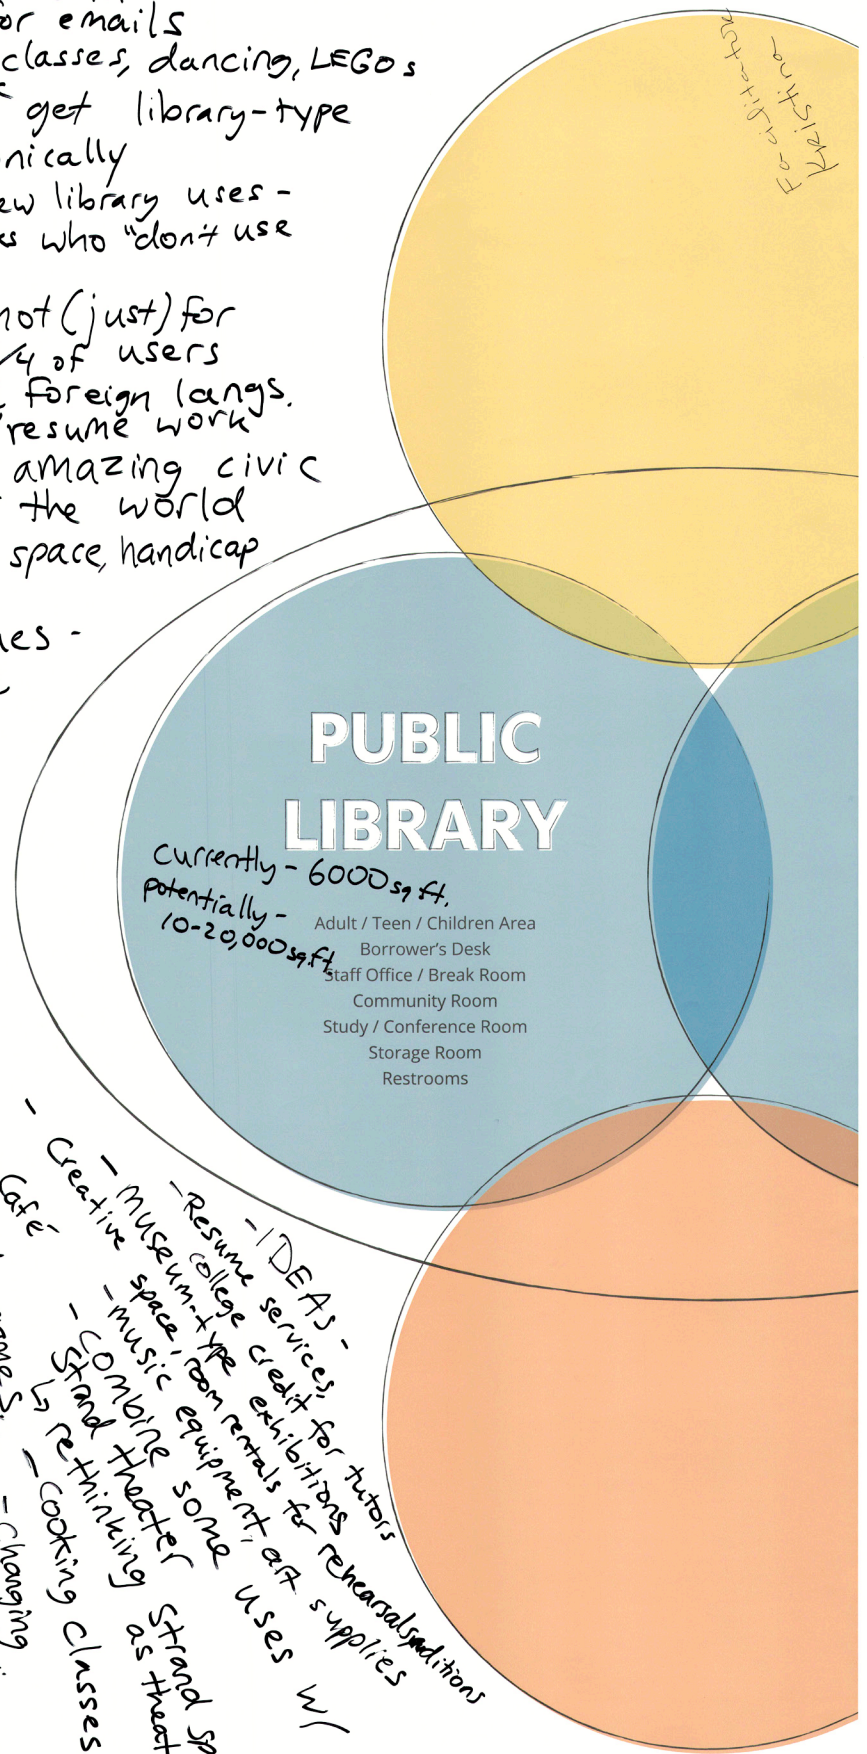 or emails
classes, dancing, LEGOs
get library-type
nically
ew library uses-
s who "don't use
not (just) for
1/4 of users
foreign langs.
resume work
amazing civic
the world
space, handicap
es -
Facilitator
Kristina
PUBLIC
LIBRARY
Currently - 6000 sq ft.
potentially -
10-20,000 sq.ft.
Adult / Teen / Children Area
Borrower's Desk
Staff Office / Break Room
Community Room
Study / Conference Room
Storage Room
Restrooms
-IDEAS-
-Resume services,
college credit for tutors
- museum-type exhibitions
- Creative space, room rentals for rehearsals, auditions
-music equipment, art supplies
- combine some uses w/
Strand theater
↳ rethinking Strand sp
as theat
- Cooking classes
Café
games.
- changing